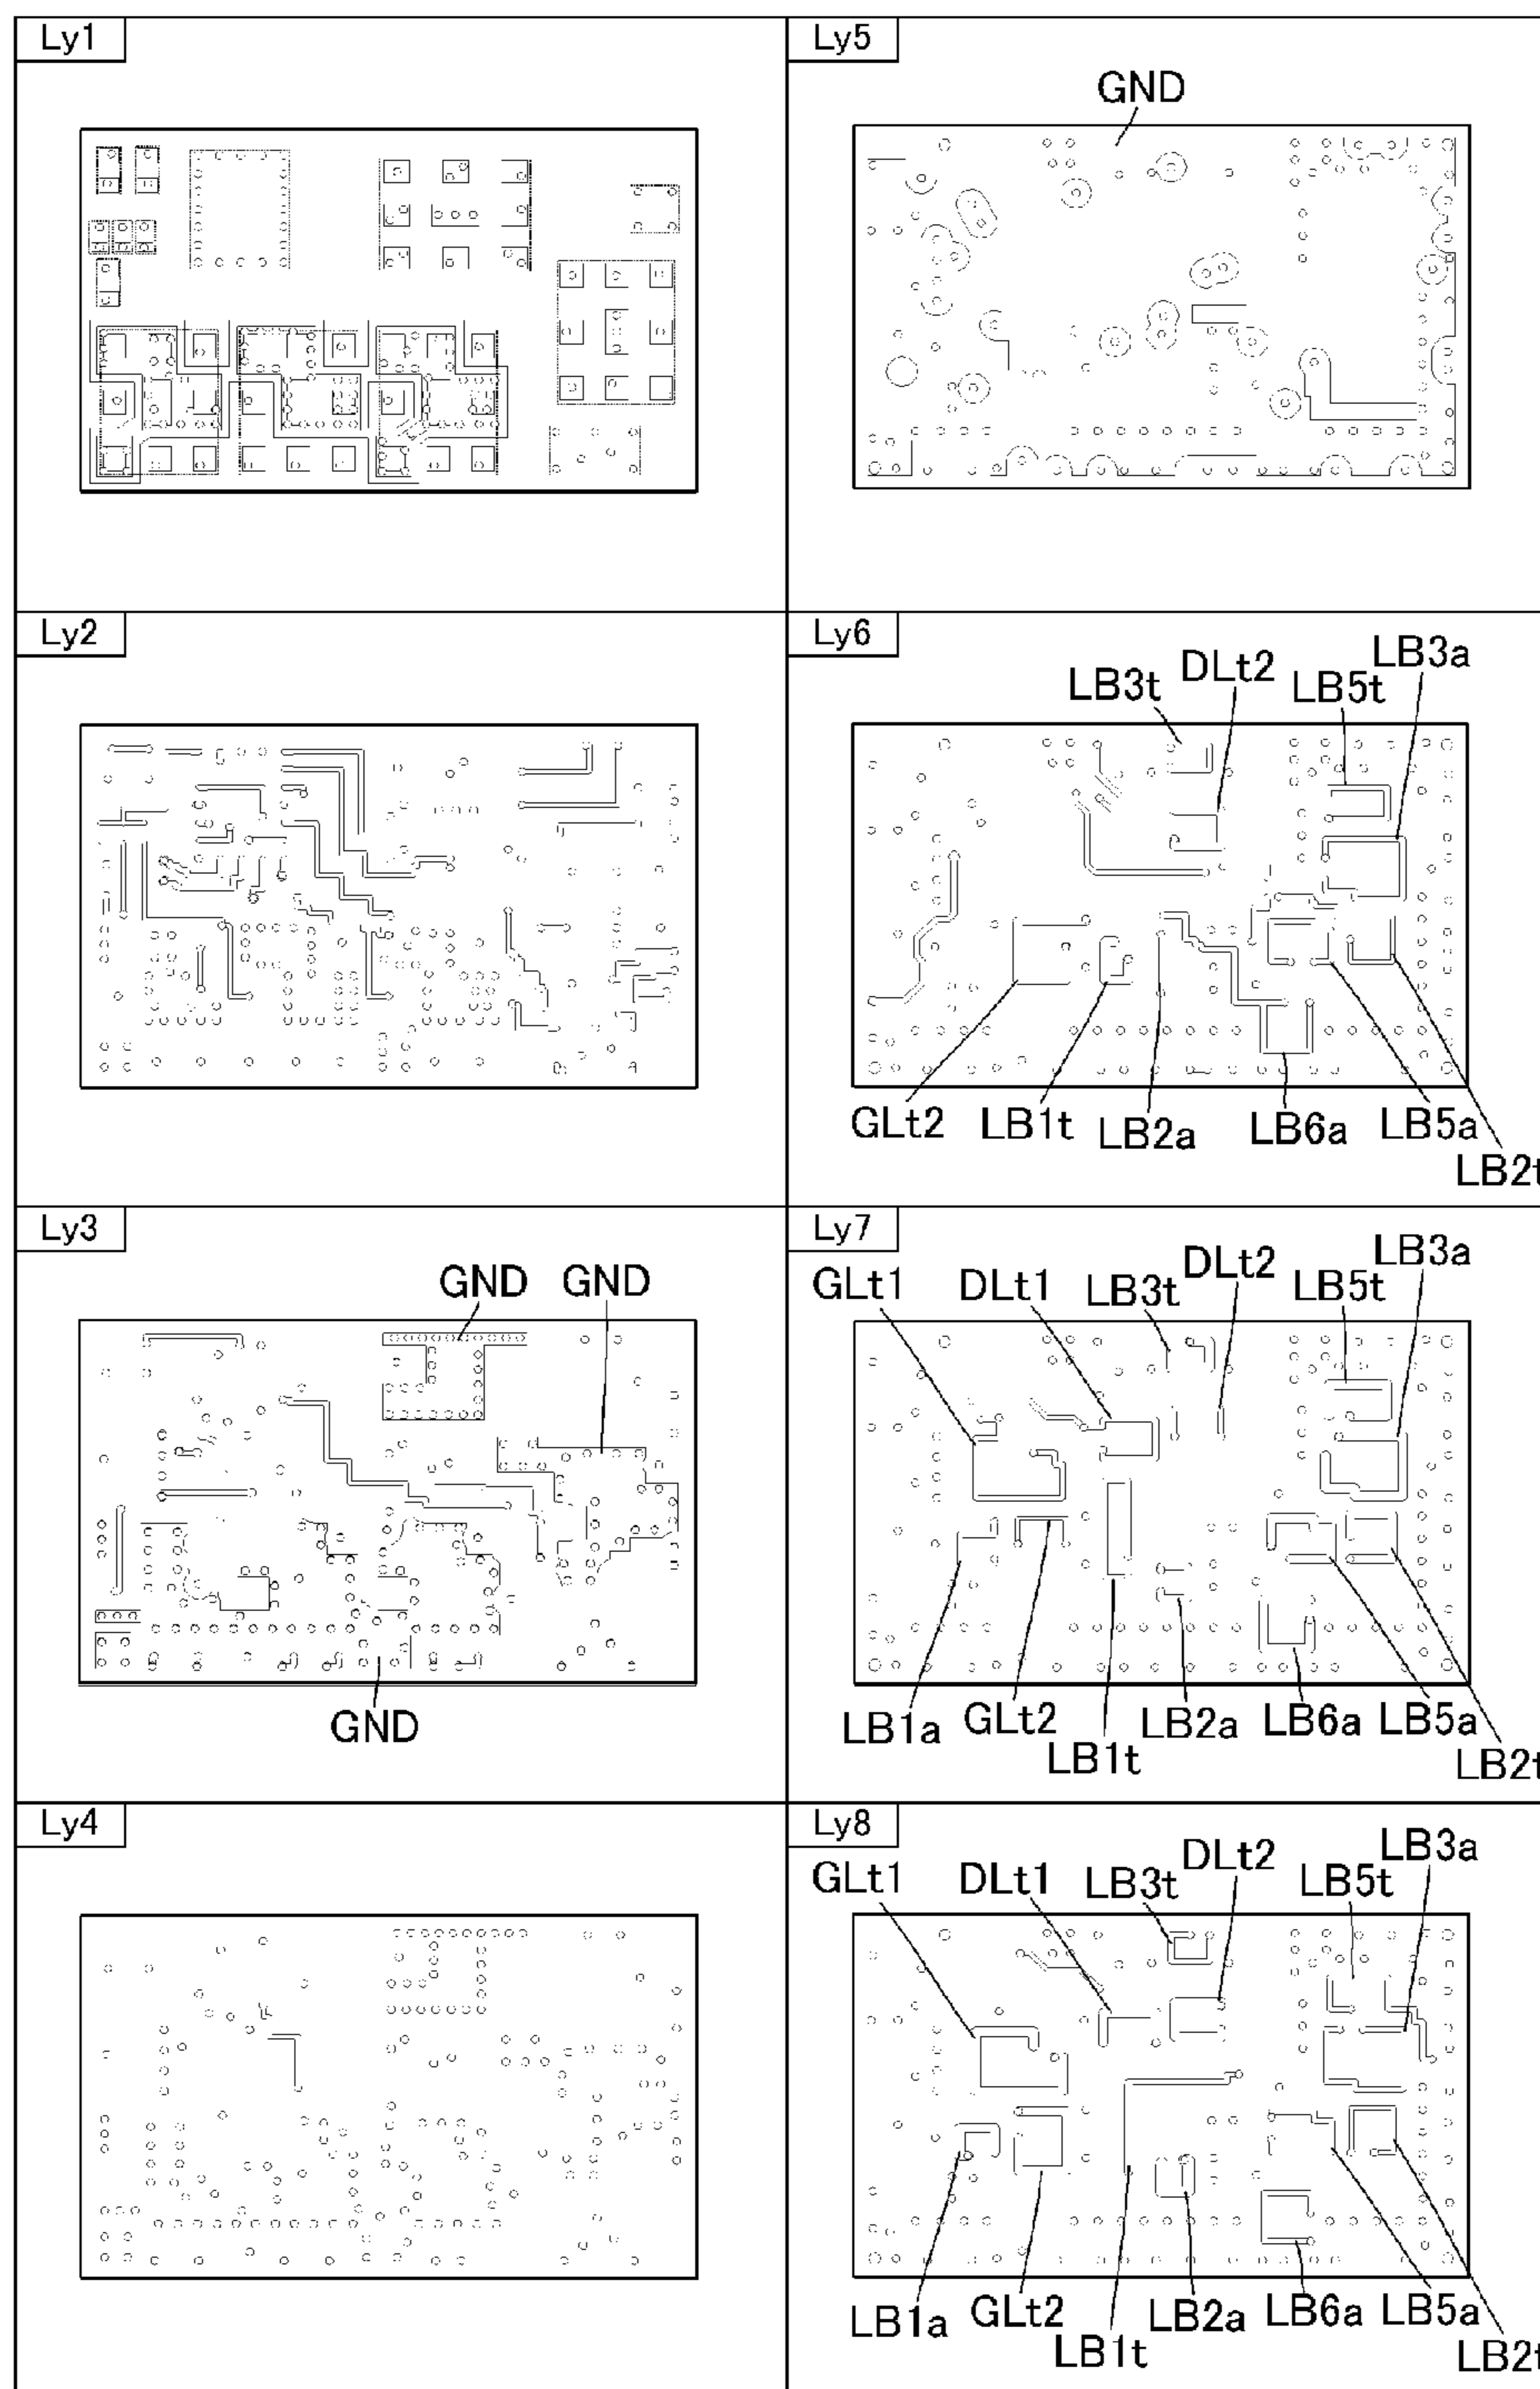 Ly1
Ly5
GND
Ly2
Ly6
LB3t DLt2 LB5t LB3a
GLt2 LB1t LB2a LB6a LB5a
LB2t
Ly3
GND GND
GND
Ly7
GLt1 DLt1 LB3t DLt2 LB5t LB3a
LB1a GLt2 LB1t LB2a LB6a LB5a
LB2t
Ly4
Ly8
GLt1 DLt1 LB3t DLt2 LB5t LB3a
LB1a GLt2 LB1t LB2a LB6a LB5a
LB2t